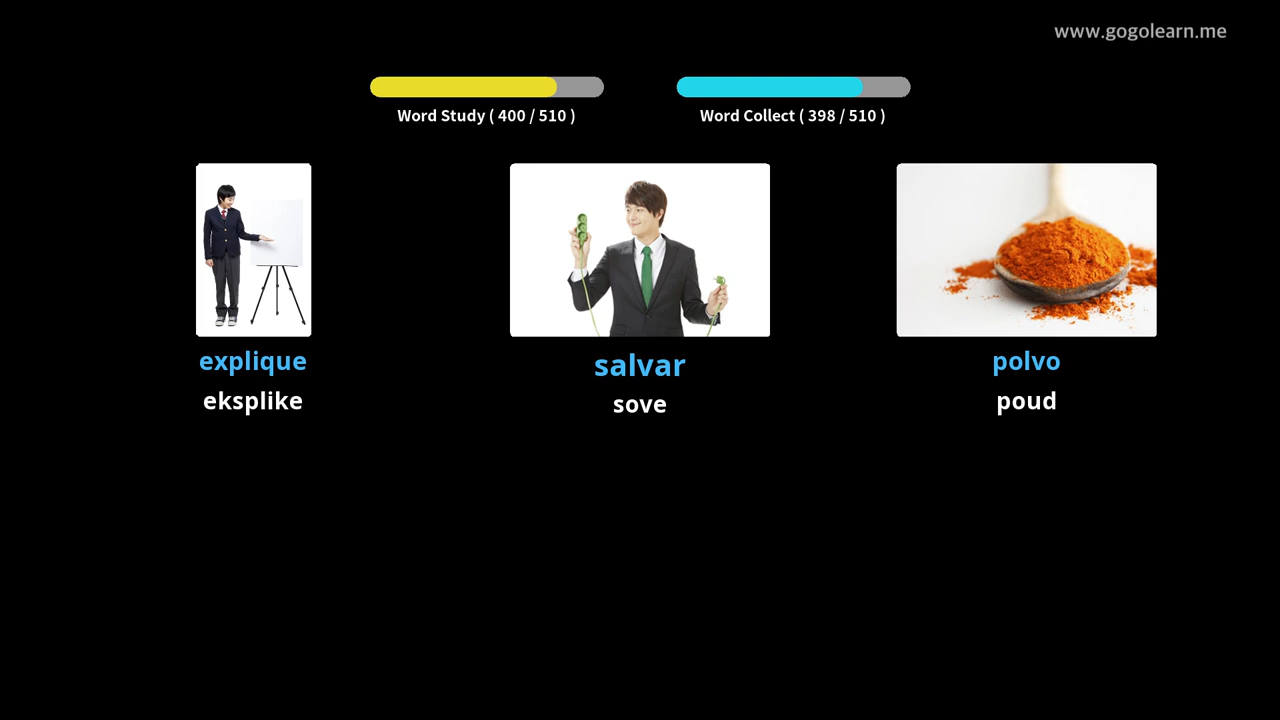 www.gogolearn.me
Word Study ( 400 / 510 )
Word Collect ( 398 / 510 )
explique
eksplike
salvar
sove
polvo
poud